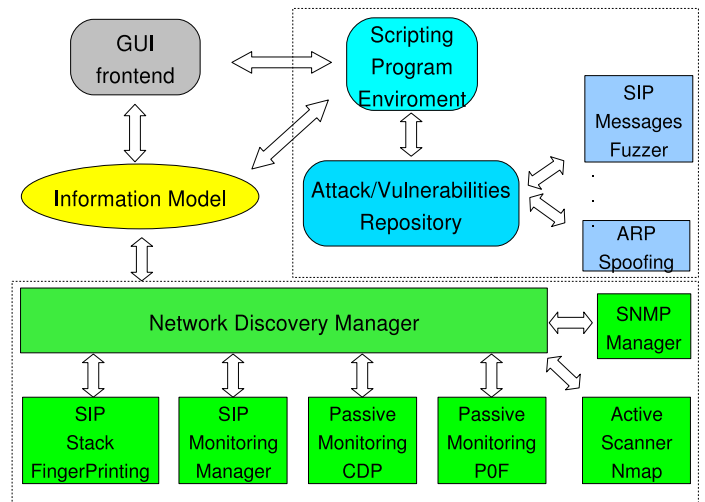 GUI
frontend
Scripting
Program
Enviroment
SIP
Messages
Fuzzer
Information Model
Attack/Vulnerabilities
Repository
.
.
.
ARP
Spoofing
Network Discovery Manager
SNMP
Manager
SIP
Stack
FingerPrinting
SIP
Monitoring
Manager
Passive
Monitoring
CDP
Passive
Monitoring
P0F
Active
Scanner
Nmap